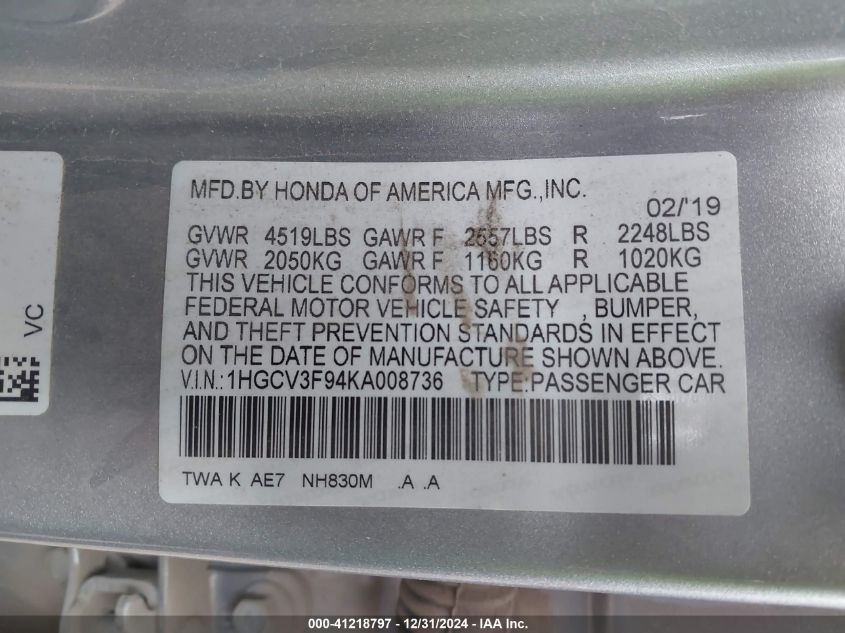 MFD.BY HONDA OF AMERICA MFG.,INC.
02/'19
GVWR 4519LBS GAWR F 2557LBS R 2248LBS
GVWR 2050KG GAWR F 1160KG R 1020KG
THIS VEHICLE CONFORMS TO ALL APPLICABLE
FEDERAL MOTOR VEHICLE SAFETY , BUMPER,
AND THEFT PREVENTION STANDARDS IN EFFECT
ON THE DATE OF MANUFACTURE SHOWN ABOVE.
V.I.N.:1HGCV3F94KA008736 TYPE:PASSENGER CAR
TWA K AE7 NH830M .A .A
VC
000-41218797 - 12/31/2024 - IAA Inc.